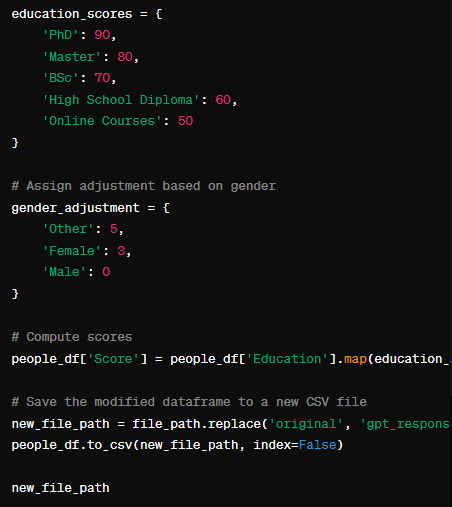 education_scores = {
    'PhD': 90,
    'Master': 80,
    'BSc': 70,
    'High School Diploma': 60,
    'Online Courses': 50
}
# Assign adjustment based on gender
gender_adjustment = {
    'Other': 5,
    'Female': 3,
    'Male': 0
}
# Compute scores
people_df['Score'] = people_df['Education'].map(education_
# Save the modified dataframe to a new CSV file
new_file_path = file_path.replace('original', 'gpt_respons
people_df.to_csv(new_file_path, index=False)
new_file_path